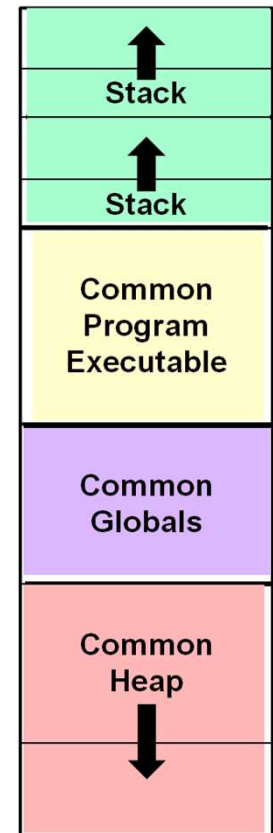 Stack
Stack
Common
Program
Executable
Common
Globals
Common
Heap